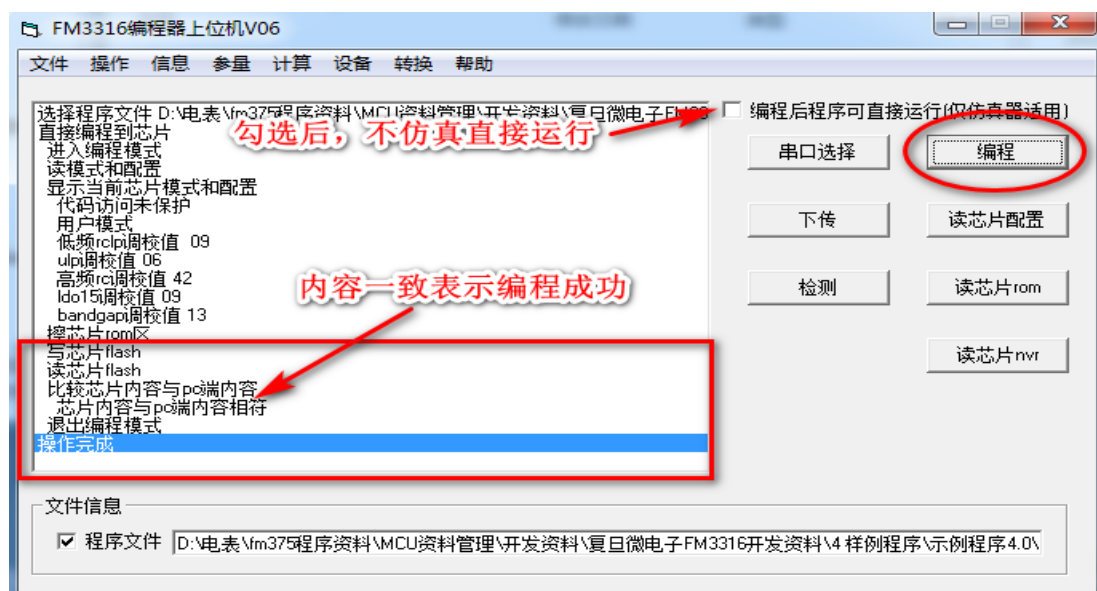 FM3316编程器上位机V06
文件 操作 信息 参量 计算 设备 转换 帮助
选择程序文件 D:\电表\fm375程序资料\MCU资料管理\开发资料\复旦微电子FM33
直接编程到芯片
进入编程模式
读模式和配置
显示当前芯片模式和配置
代码访问未保护
用户模式
低频rclp调校值 09
ulp调校值 06
高频rc调校值 42
ldo15调校值 09
bandgap调校值 13
擦芯片rom区
写芯片flash
读芯片flash
比较芯片内容与pc端内容
芯片内容与pc端内容相符
退出编程模式
操作完成
勾选后，不仿真直接运行
内容一致表示编程成功
编程后程序可直接运行(仅仿真器适用)
串口选择 编程
下传 读芯片配置
检测 读芯片rom
读芯片nvr
文件信息
程序文件 D:\电表\fm375程序资料\MCU资料管理\开发资料\复旦微电子FM3316开发资料\4 样例程序\示例程序4.0\